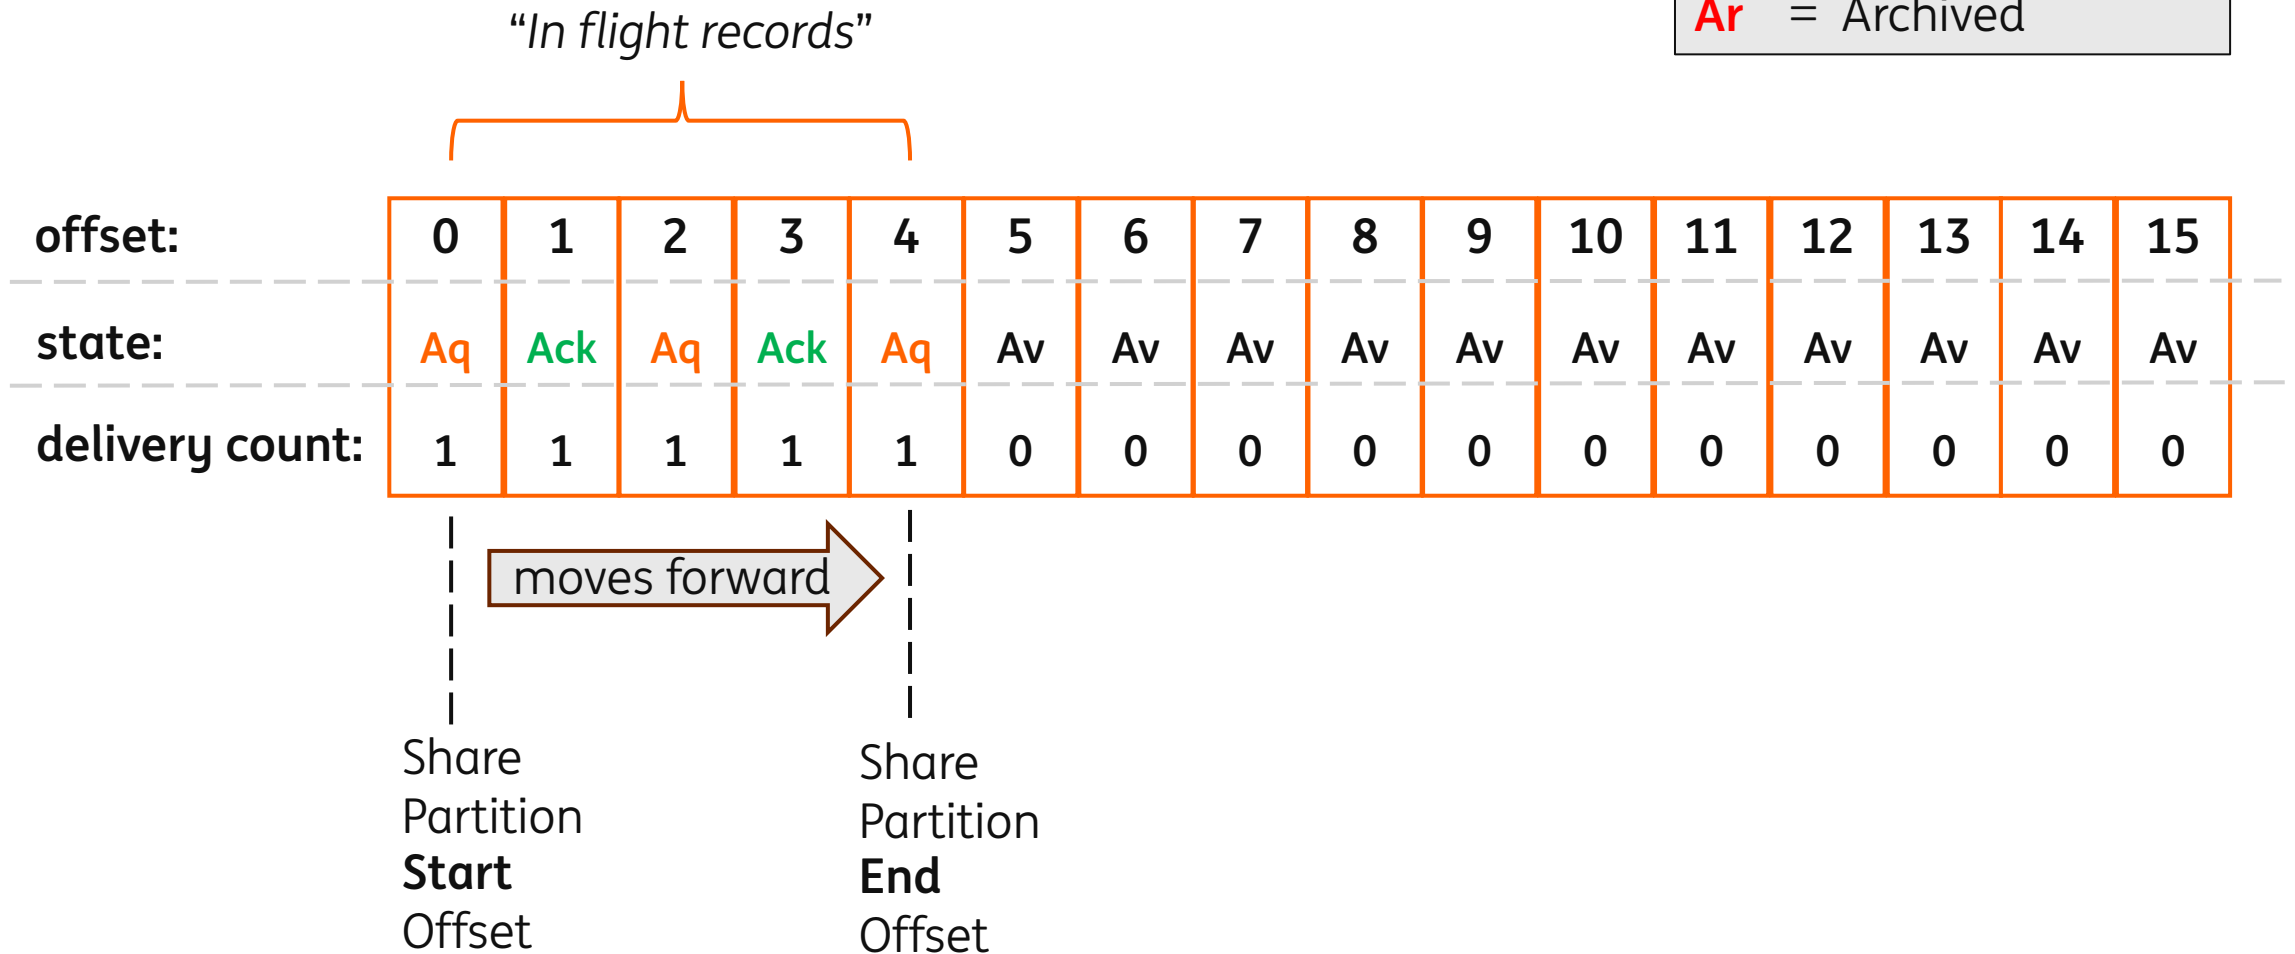 “In flight records”
Ar = Archived
offset: 0 1 2 3 4 5 6 7 8 9 10 11 12 13 14 15
state: Aq Ack Aq Ack Aq Av Av Av Av Av Av Av Av Av Av Av
delivery count: 1 1 1 1 1 0 0 0 0 0 0 0 0 0 0 0
moves forward
Share
Partition
Start
Offset
Share
Partition
End
Offset